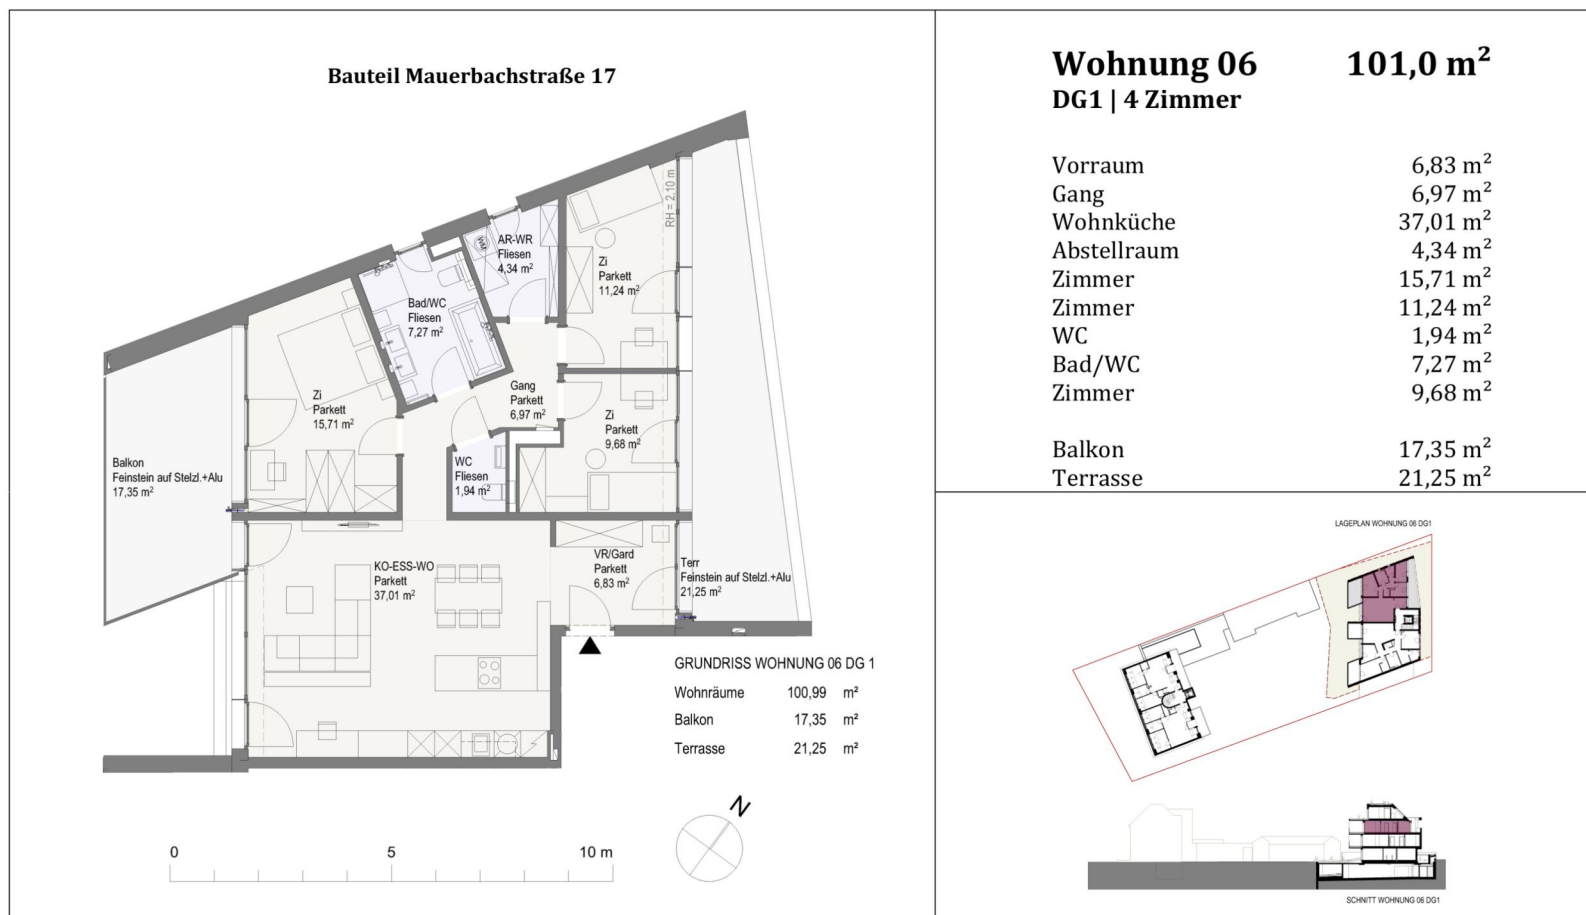 Bauteil Mauerbachstraße 17
RH = 2,10 m
AR-WR
Fliesen
4,34 m²
WM
Zi
Parkett
11,24 m²
Bad/WC
Fliesen
7,27 m²
Zi
Parkett
15,71 m²
Gang
Parkett
6,97 m²
Zi
Parkett
9,68 m²
Balkon
Feinstein auf Stelzl.+Alu
17,35 m²
WC
Fliesen
1,94 m²
KO-ESS-WO
Parkett
37,01 m²
VR/Gard
Parkett
6,83 m²
Terr
Feinstein auf Stelzl.+Alu
21,25 m²
GRUNDRISS WOHNUNG 06 DG 1
Wohnräume 100,99 m²
Balkon 17,35 m²
Terrasse 21,25 m²
N
0 5 10 m
Wohnung 06 101,0 m²
DG1 | 4 Zimmer
Vorraum 6,83 m²
Gang 6,97 m²
Wohnküche 37,01 m²
Abstellraum 4,34 m²
Zimmer 15,71 m²
Zimmer 11,24 m²
WC 1,94 m²
Bad/WC 7,27 m²
Zimmer 9,68 m²
Balkon 17,35 m²
Terrasse 21,25 m²
LAGEPLAN WOHNUNG 06 DG1
SCHNITT WOHNUNG 06 DG1